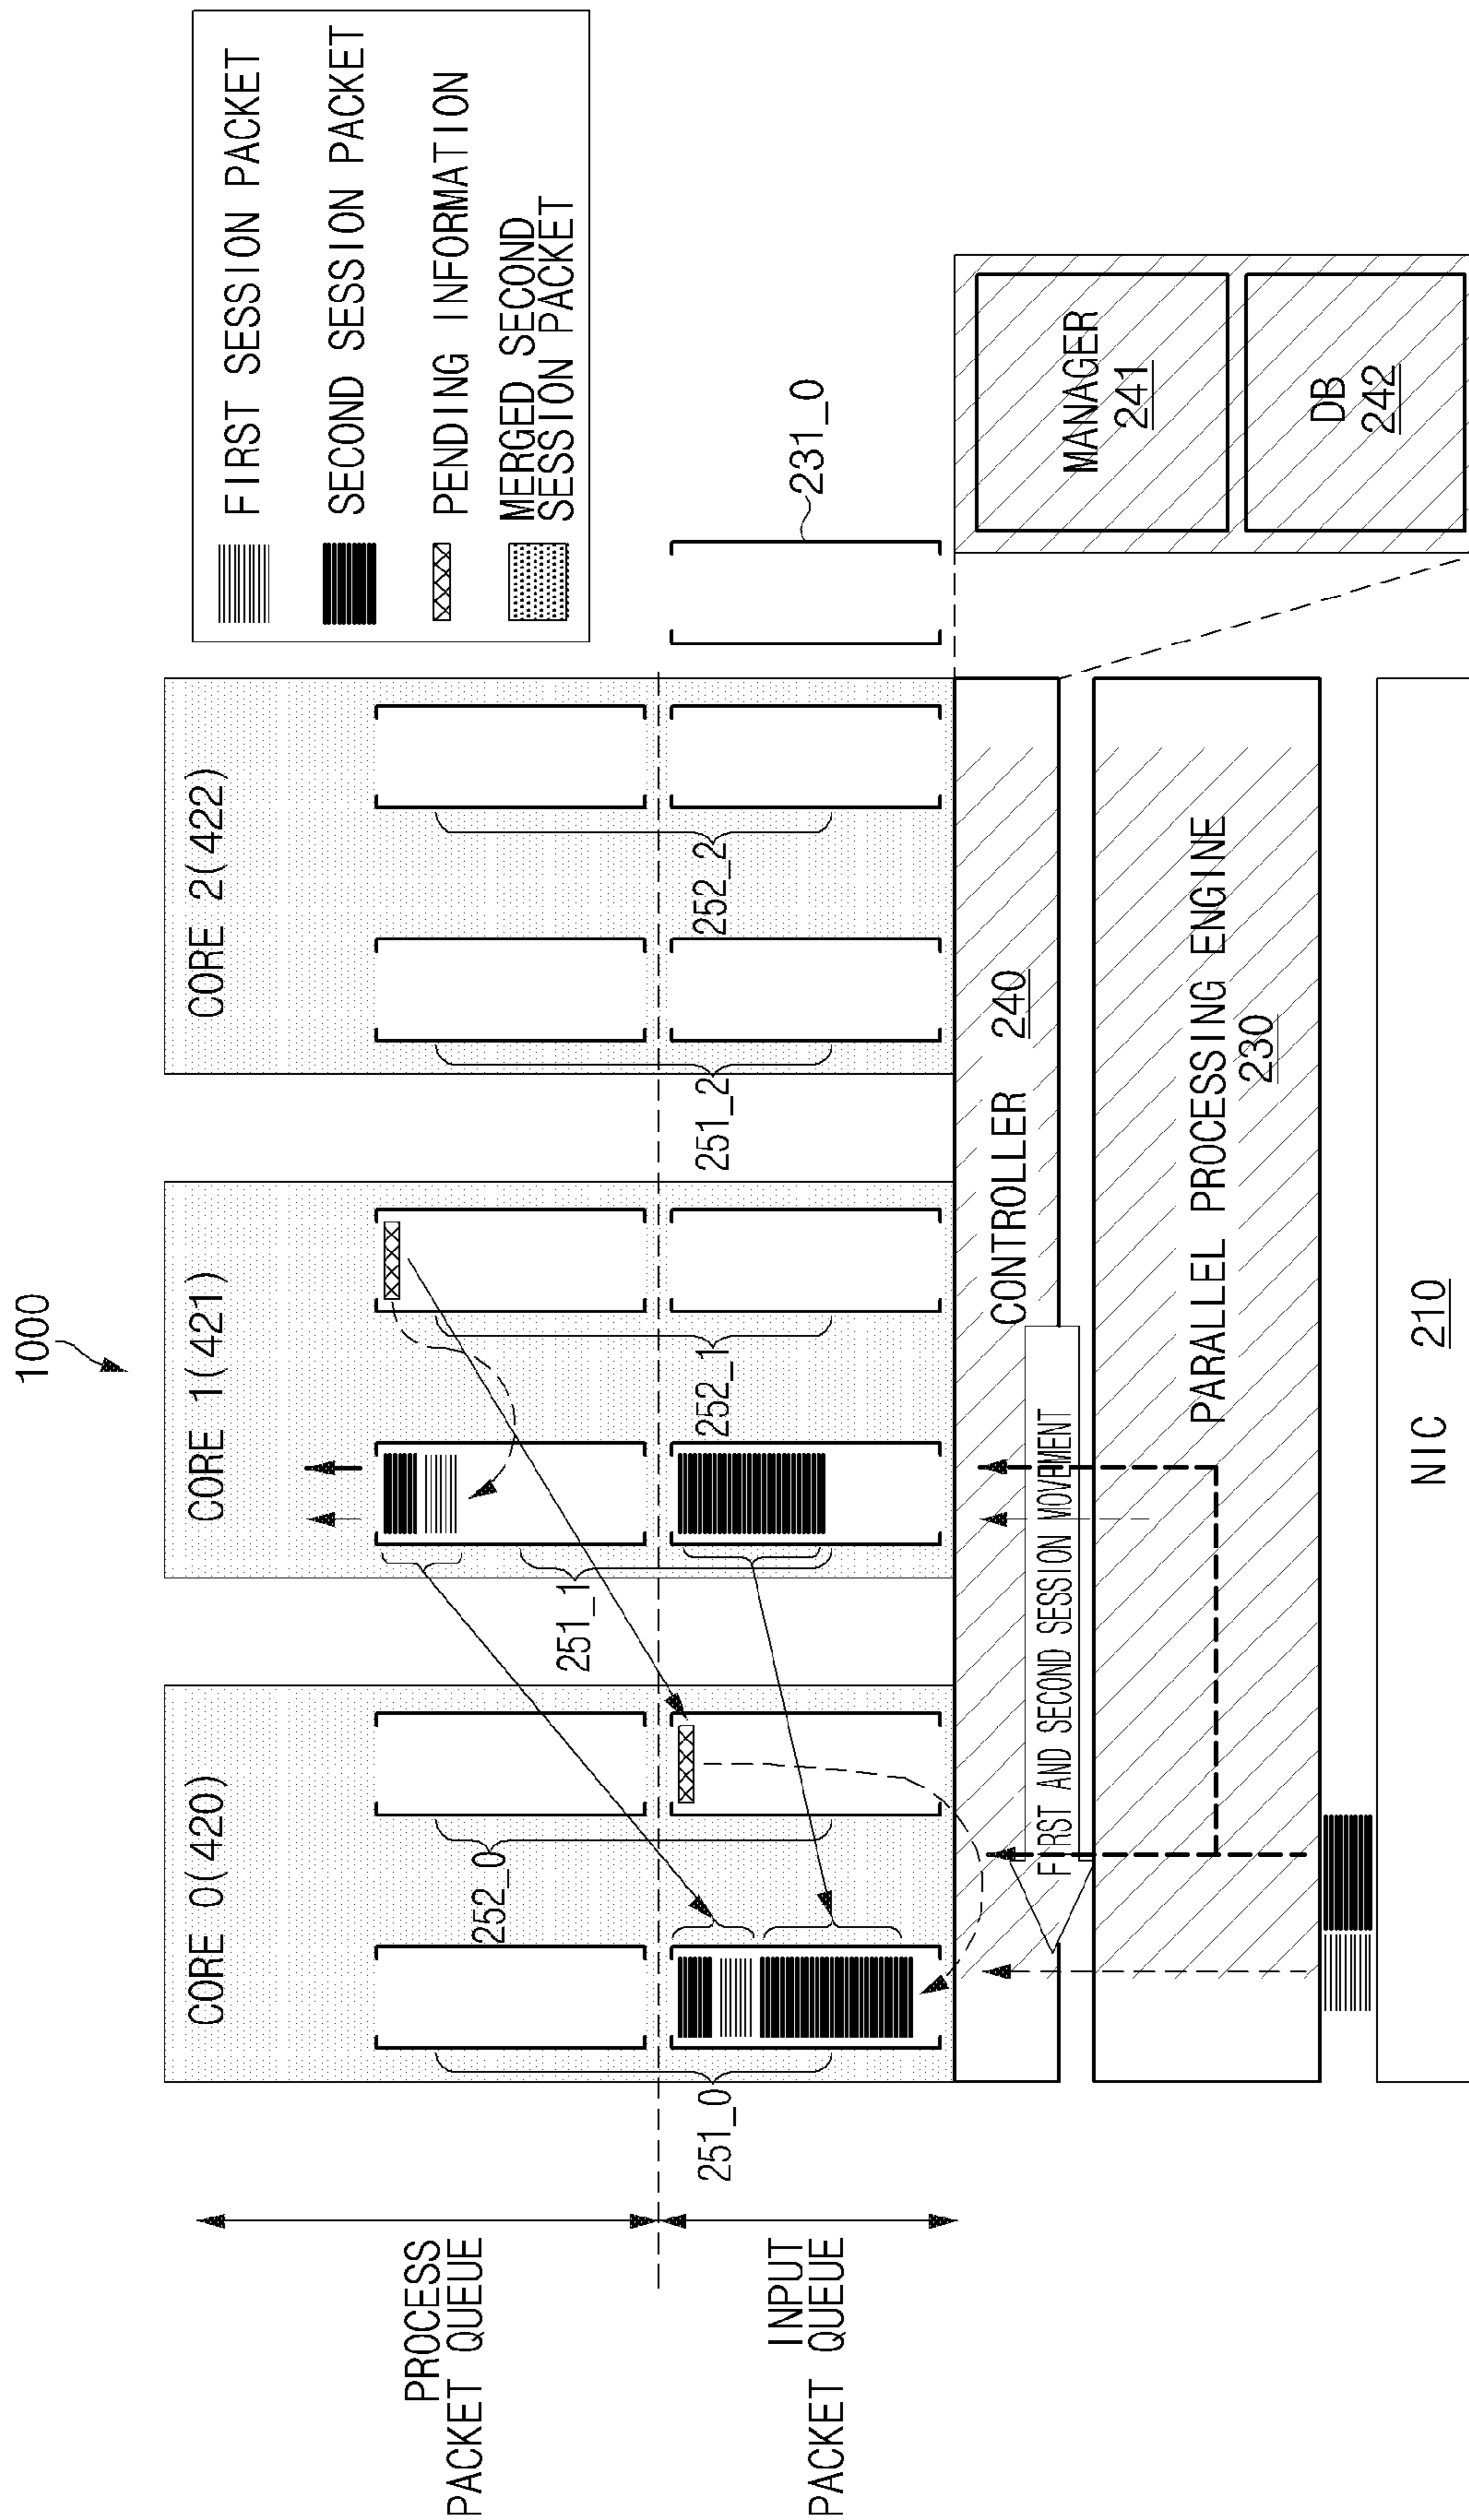 1000
FIRST SESSION PACKET
SECOND SESSION PACKET
PENDING INFORMATION
MERGED SECOND
SESSION PACKET
CORE 0(420)
CORE 1(421)
CORE 2(422)
PROCESS
PACKET QUEUE
INPUT
PACKET QUEUE
251_0
252_0
251_1
252_1
251_2
252_2
231_0
CONTROLLER 240
FIRST AND SECOND SESSION MOVEMENT
MANAGER
241
DB
242
PARALLEL PROCESSING ENGINE
230
NIC 210